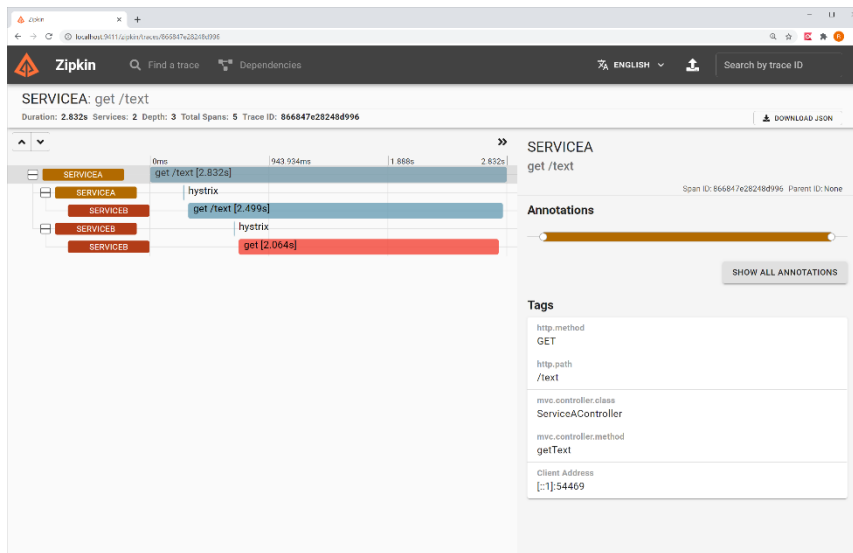 Zipkin
localhost:9411/zipkin/traces/866847e28248d996
Zipkin
Find a trace
Dependencies
ENGLISH
Search by trace ID
SERVICEA: get /text
Duration: 2.832s Services: 2 Depth: 3 Total Spans: 5 Trace ID: 866847e28248d996
DOWNLOAD JSON
0ms 943.934ms 1.888s 2.832s
SERVICEA get /text [2.832s]
SERVICEA hystrix
SERVICEB get /text [2.499s]
SERVICEB hystrix
SERVICEB get [2.064s]
SERVICEA
get /text
Span ID: 866847e28248d996 Parent ID: None
Annotations
SHOW ALL ANNOTATIONS
Tags
http.method
GET
http.path
/text
mvc.controller.class
ServiceAController
mvc.controller.method
getText
Client Address
[::1]:54469